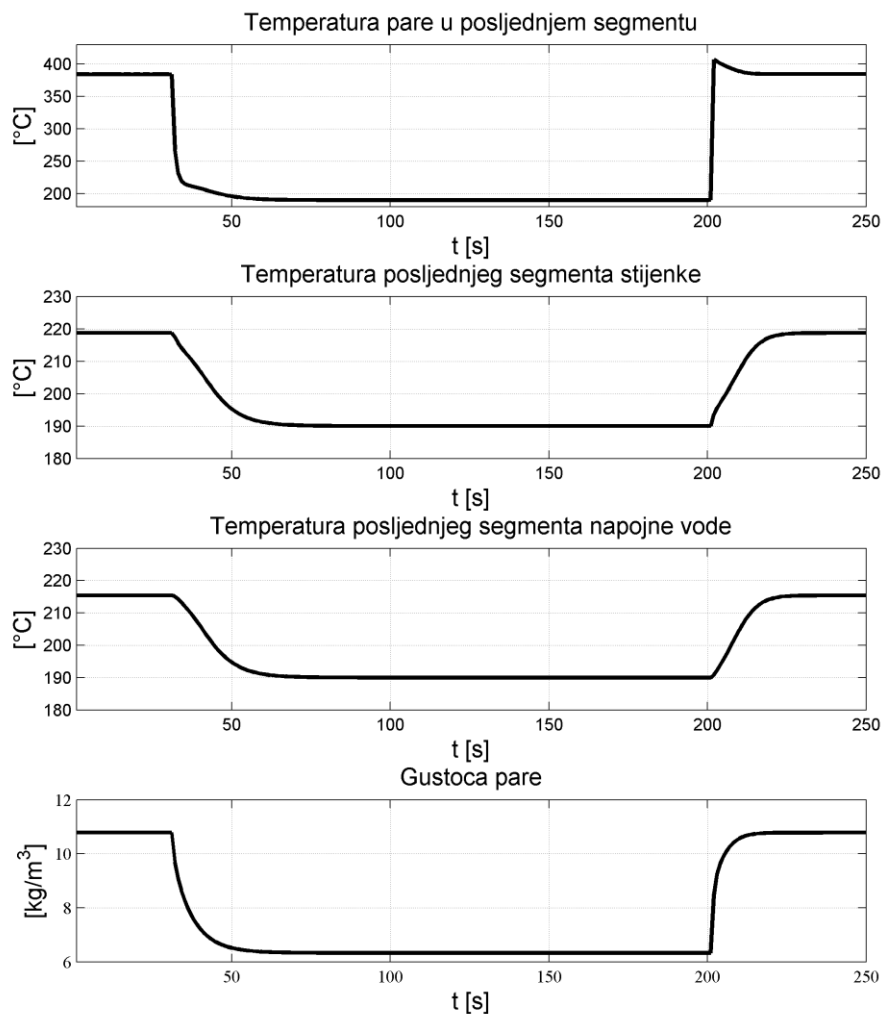 Temperatura pare u posljednjem segmentu
400
350
300
250
200
[°C]
50 100 150 200 250
t [s]
Temperatura posljednjeg segmenta stijenke
230
220
210
200
190
180
[°C]
50 100 150 200 250
t [s]
Temperatura posljednjeg segmenta napojne vode
230
220
210
200
190
180
[°C]
50 100 150 200 250
t [s]
Gustoca pare
12
10
8
6
[kg/m³]
50 100 150 200 250
t [s]